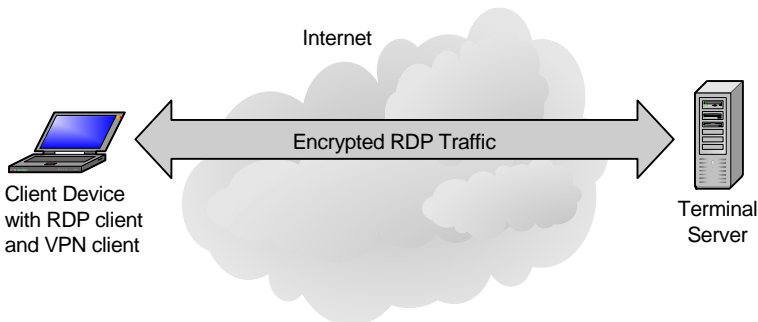 Internet
Encrypted RDP Traffic
Client Device
with RDP client
and VPN client
Terminal
Server